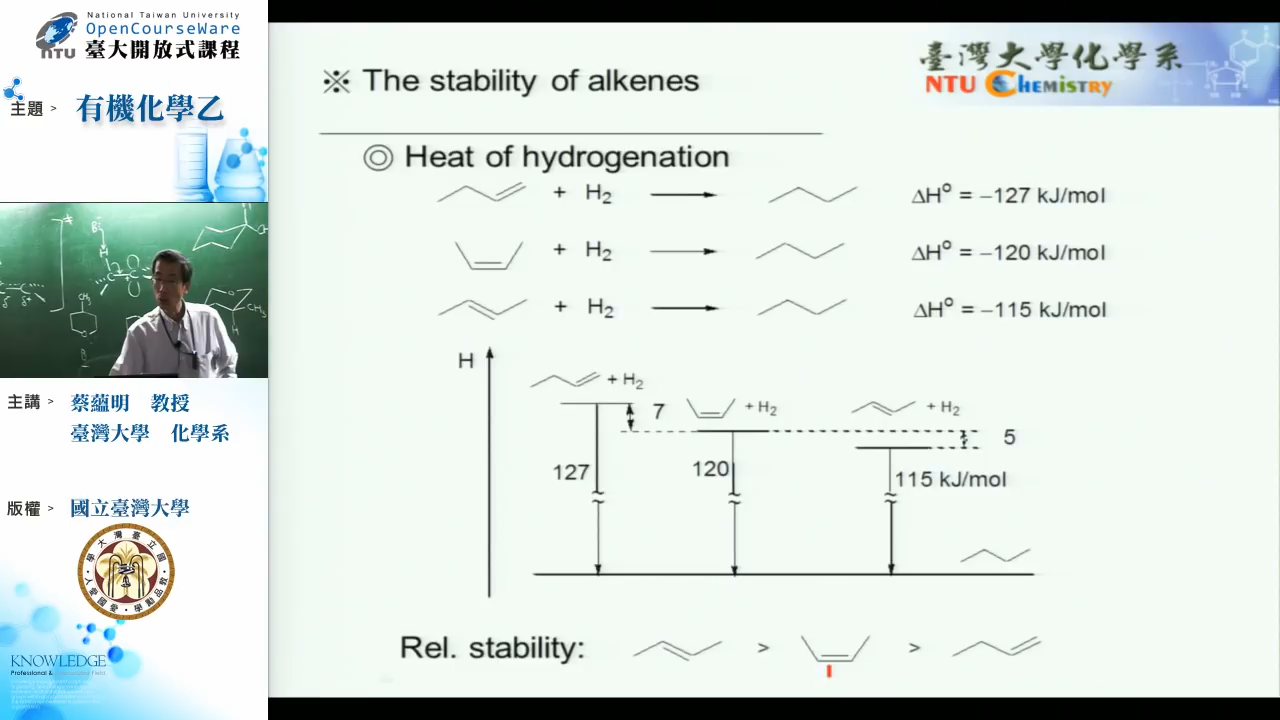 National Taiwan University
OpenCourseWare
NTU 臺大開放式課程
主題 > 有機化學乙
主講 > 蔡蘊明 教授
臺灣大學 化學系
版權 > 國立臺灣大學
KNOWLEDGE
※ The stability of alkenes
臺灣大學化學系
NTU CHEMISTRY
◎ Heat of hydrogenation
+ H₂ ΔH° = −127 kJ/mol
+ H₂ ΔH° = −120 kJ/mol
+ H₂ ΔH° = −115 kJ/mol
H
+ H₂
7
+ H₂
+ H₂
5
127
120
115 kJ/mol
Rel. stability: > >